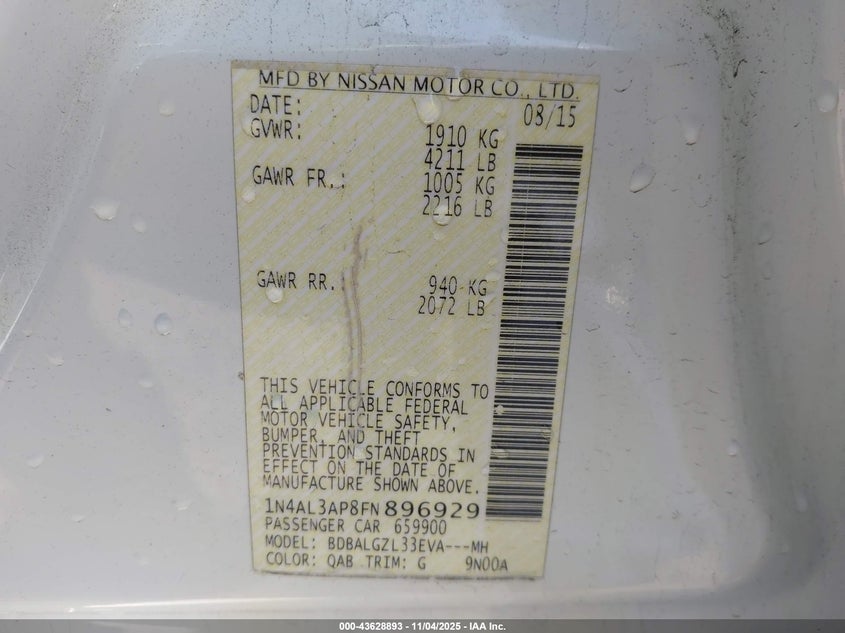 MFD BY NISSAN MOTOR CO., LTD.
DATE: 08/15
GVWR: 1910 KG
4211 LB
GAWR FR.: 1005 KG
2216 LB
GAWR RR.: 940 KG
2072 LB
THIS VEHICLE CONFORMS TO
ALL APPLICABLE FEDERAL
MOTOR VEHICLE SAFETY,
BUMPER, AND THEFT
PREVENTION STANDARDS IN
EFFECT ON THE DATE OF
MANUFACTURE SHOWN ABOVE.
1N4AL3AP8FN896929
PASSENGER CAR 659900
MODEL: BDBALGZL33EVA---MH
COLOR: QAB TRIM: G 9N00A
000-43628893 - 11/04/2025 - IAA Inc.